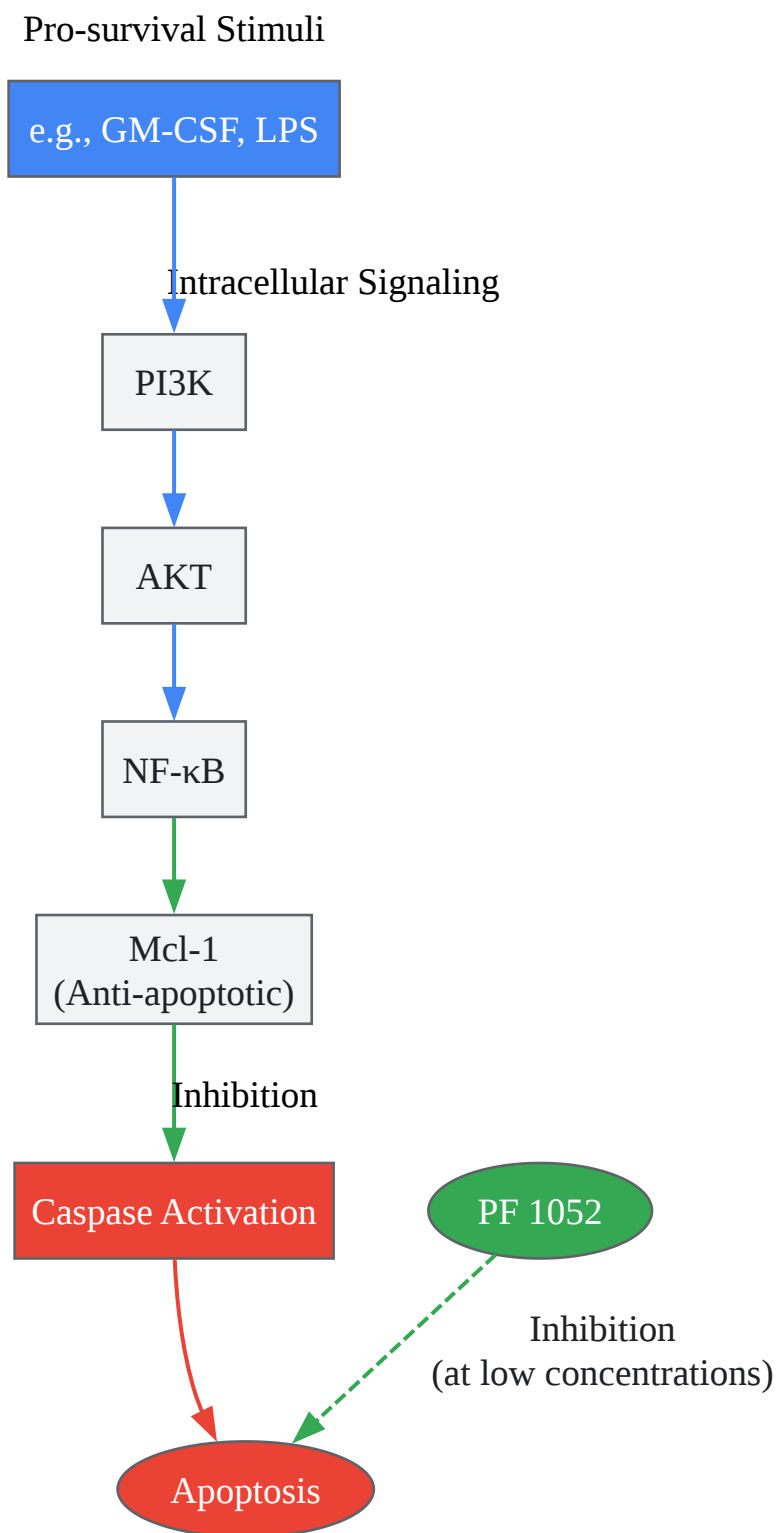 Pro-survival Stimuli
e.g., GM-CSF, LPS
Intracellular Signaling
PI3K
AKT
NF-κB
Mcl-1
(Anti-apoptotic)
Inhibition
Caspase Activation
PF 1052
Inhibition
(at low concentrations)
Apoptosis